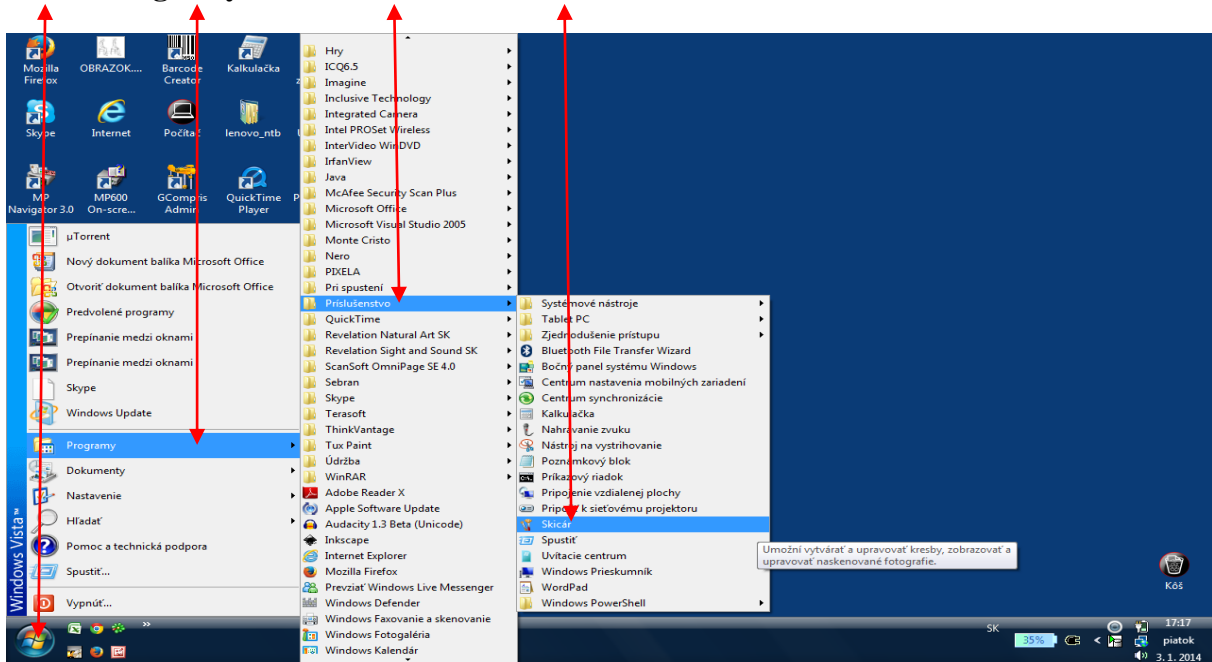 Mozilla Firefox
OBRAZOK....
Barcode Creator
Kalkulačka
Skype
Internet
Počítač
lenovo_ntb
MP Navigator 3.0
MP600 On-scre...
GCompris Admin
QuickTime Player
µTorrent
Nový dokument balíka Microsoft Office
Otvoriť dokument balíka Microsoft Office
Predvolené programy
Prepínanie medzi oknami
Prepínanie medzi oknami
Skype
Windows Update
Programy
Dokumenty
Nastavenie
Hľadať
Pomoc a technická podpora
Spustiť...
Vypnúť...
Windows Vista™
Hry
ICQ6.5
Imagine
Inclusive Technology
Integrated Camera
Intel PROSet Wireless
InterVideo WinDVD
IrfanView
Java
McAfee Security Scan Plus
Microsoft Office
Microsoft Visual Studio 2005
Monte Cristo
Nero
PIXELA
Pri spustení
Príslušenstvo
QuickTime
Revelation Natural Art SK
Revelation Sight and Sound SK
ScanSoft OmniPage SE 4.0
Sebran
Skype
Terasoft
ThinkVantage
Tux Paint
Údržba
WinRAR
Adobe Reader X
Apple Software Update
Audacity 1.3 Beta (Unicode)
Inkscape
Internet Explorer
Mozilla Firefox
Prevziať Windows Live Messenger
Windows Defender
Windows Faxovanie a skenovanie
Windows Fotogaléria
Windows Kalendár
Systémové nástroje
Tablet PC
Zjednodušenie prístupu
Bluetooth File Transfer Wizard
Bočný panel systému Windows
Centrum nastavenia mobilných zariadení
Centrum synchronizácie
Kalkulačka
Nahrávanie zvuku
Nástroj na vystrihovanie
Poznámkový blok
Príkazový riadok
Pripojenie vzdialenej plochy
Pripojiť k sieťovému projektoru
Skicár
Spustiť
Uvítacie centrum
Windows Prieskumník
WordPad
Windows PowerShell
Umožní vytvárať a upravovať kresby, zobrazovať a
upravovať naskenované fotografie.
Kôš
SK
35%
17:17
piatok
3. 1. 2014